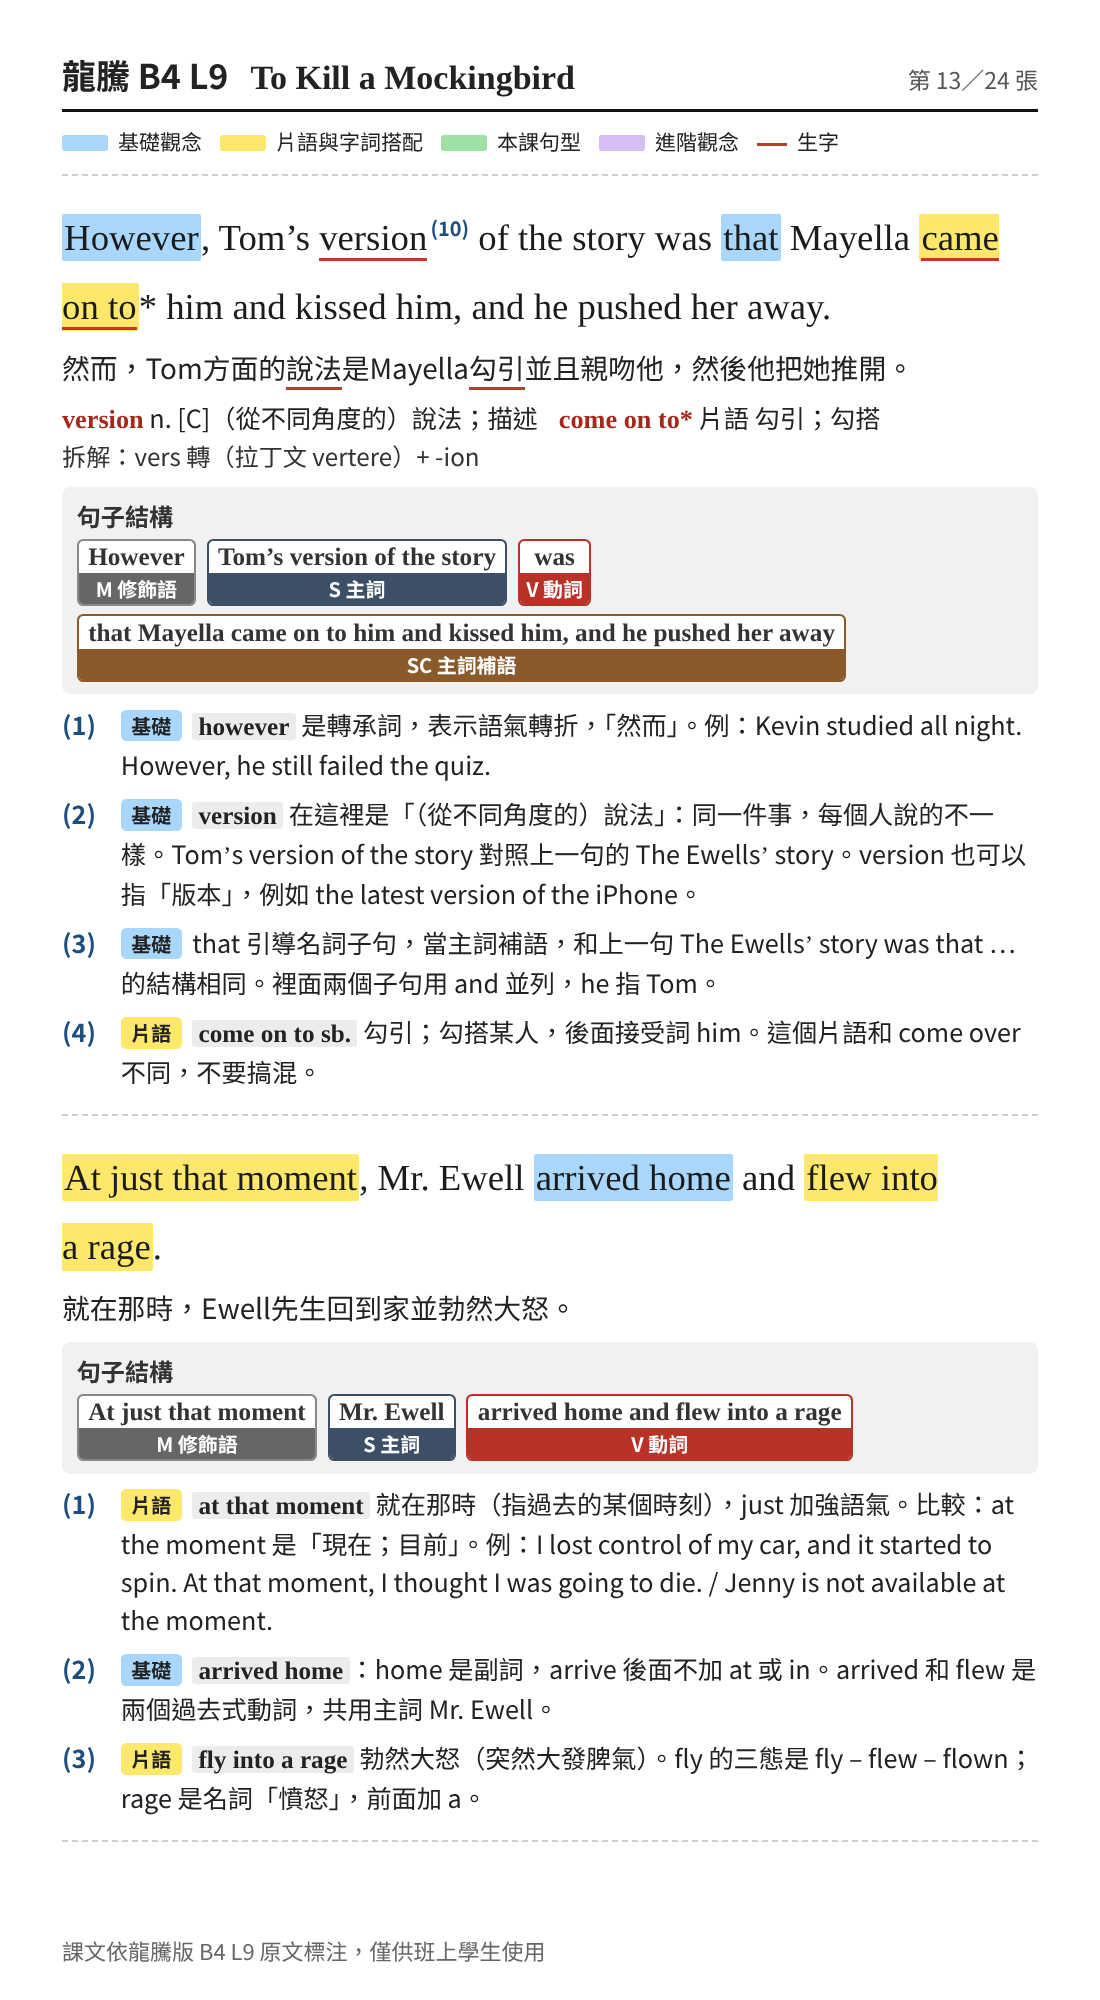 龍騰 B4 L9 To Kill a Mockingbird
第 13／24 張
基礎觀念 片語與字詞搭配 本課句型 進階觀念 生字
However, Tom’s version(10) of the story was that Mayella came
on to* him and kissed him, and he pushed her away.
然而，Tom方面的說法是Mayella勾引並且親吻他，然後他把她推開。
version n. [C]（從不同角度的）說法；描述 come on to* 片語 勾引；勾搭
拆解：vers 轉（拉丁文 vertere）+ -ion
句子結構
However Tom’s version of the story was
M 修飾語 S 主詞 V 動詞
that Mayella came on to him and kissed him, and he pushed her away
SC 主詞補語
(1) 基礎 however 是轉承詞，表示語氣轉折，「然而」。例：Kevin studied all night.
However, he still failed the quiz.
(2) 基礎 version 在這裡是「（從不同角度的）說法」：同一件事，每個人說的不一
樣。Tom’s version of the story 對照上一句的 The Ewells’ story。version 也可以
指「版本」，例如 the latest version of the iPhone。
(3) 基礎 that 引導名詞子句，當主詞補語，和上一句 The Ewells’ story was that …
的結構相同。裡面兩個子句用 and 並列，he 指 Tom。
(4) 片語 come on to sb. 勾引；勾搭某人，後面接受詞 him。這個片語和 come over
不同，不要搞混。
At just that moment, Mr. Ewell arrived home and flew into
a rage.
就在那時，Ewell先生回到家並勃然大怒。
句子結構
At just that moment Mr. Ewell arrived home and flew into a rage
M 修飾語 S 主詞 V 動詞
(1) 片語 at that moment 就在那時（指過去的某個時刻），just 加強語氣。比較：at
the moment 是「現在；目前」。例：I lost control of my car, and it started to
spin. At that moment, I thought I was going to die. / Jenny is not available at
the moment.
(2) 基礎 arrived home：home 是副詞，arrive 後面不加 at 或 in。arrived 和 flew 是
兩個過去式動詞，共用主詞 Mr. Ewell。
(3) 片語 fly into a rage 勃然大怒（突然大發脾氣）。fly 的三態是 fly – flew – flown；
rage 是名詞「憤怒」，前面加 a。
課文依龍騰版 B4 L9 原文標注，僅供班上學生使用